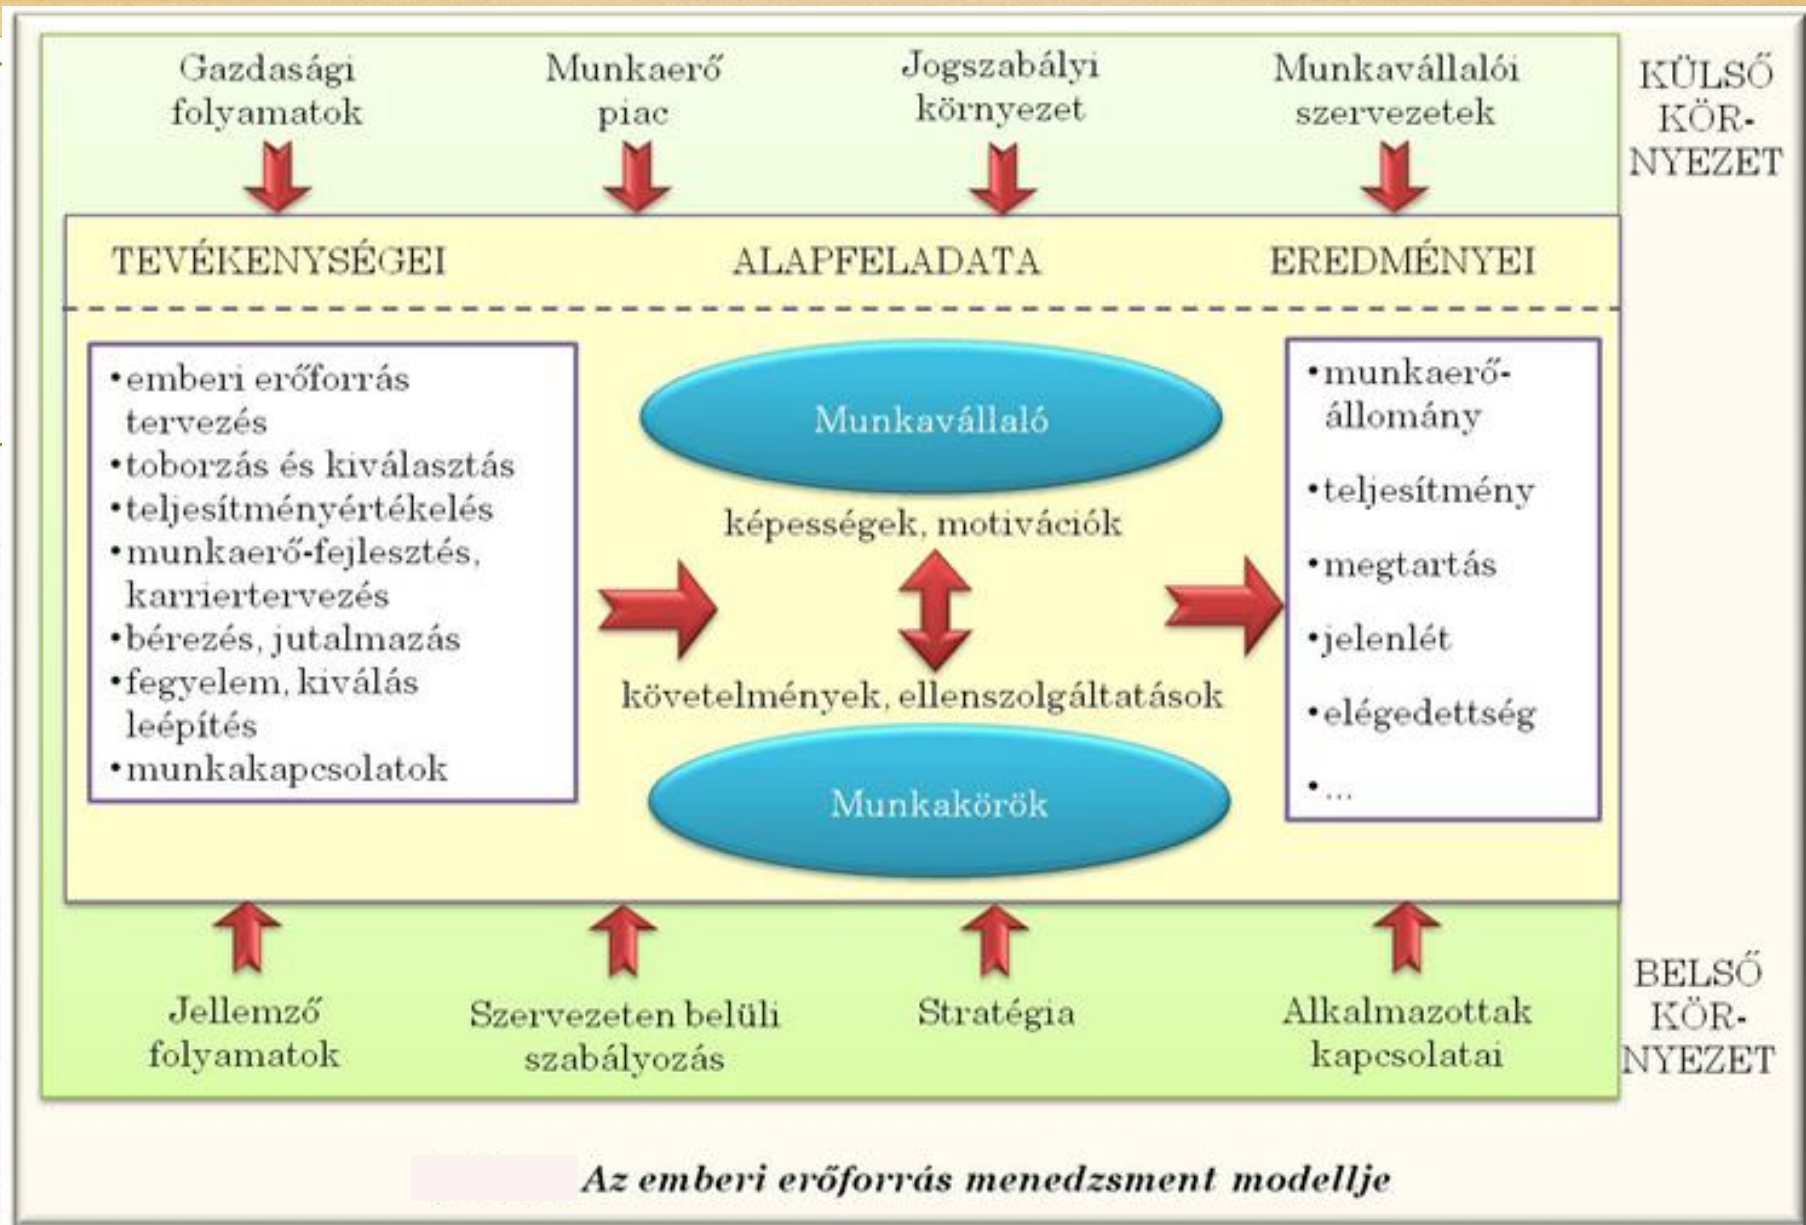 Gazdasági
folyamatok
Munkaerő
piac
Jogszabályi
környezet
Munkavállalói
szervezetek
KÜLSŐ
KÖR-
NYEZET
TEVÉKENYSÉGEI
ALAPFELADATA
EREDMÉNYEI
•emberi erőforrás
tervezés
•toborzás és kiválasztás
•teljesítményértékelés
•munkaerő-fejlesztés,
karriertervezés
•bérezés, jutalmazás
•fegyelem, kiválás
leépítés
•munkakapcsolatok
Munkavállaló
képességek, motivációk
követelmények, ellenszolgáltatások
Munkakörök
•munkaerő-
állomány
•teljesítmény
•megtartás
•jelenlét
•elégedettség
•...
Jellemző
folyamatok
Szervezeten belüli
szabályozás
Stratégia
Alkalmazottak
kapcsolatai
BELSŐ
KÖR-
NYEZET
Az emberi erőforrás menedzsment modellje